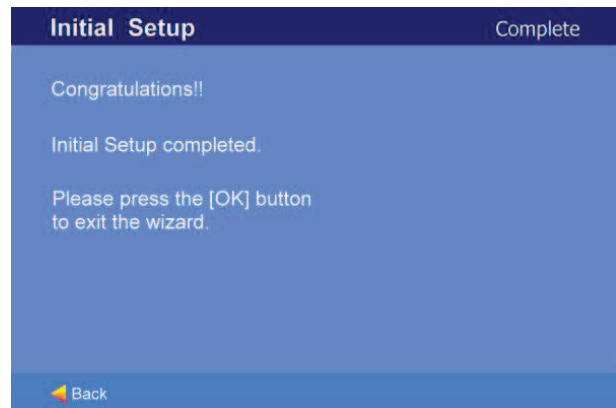 Initial Setup
Complete
Congratulations!!
Initial Setup completed.
Please press the [OK] button
to exit the wizard.
Back